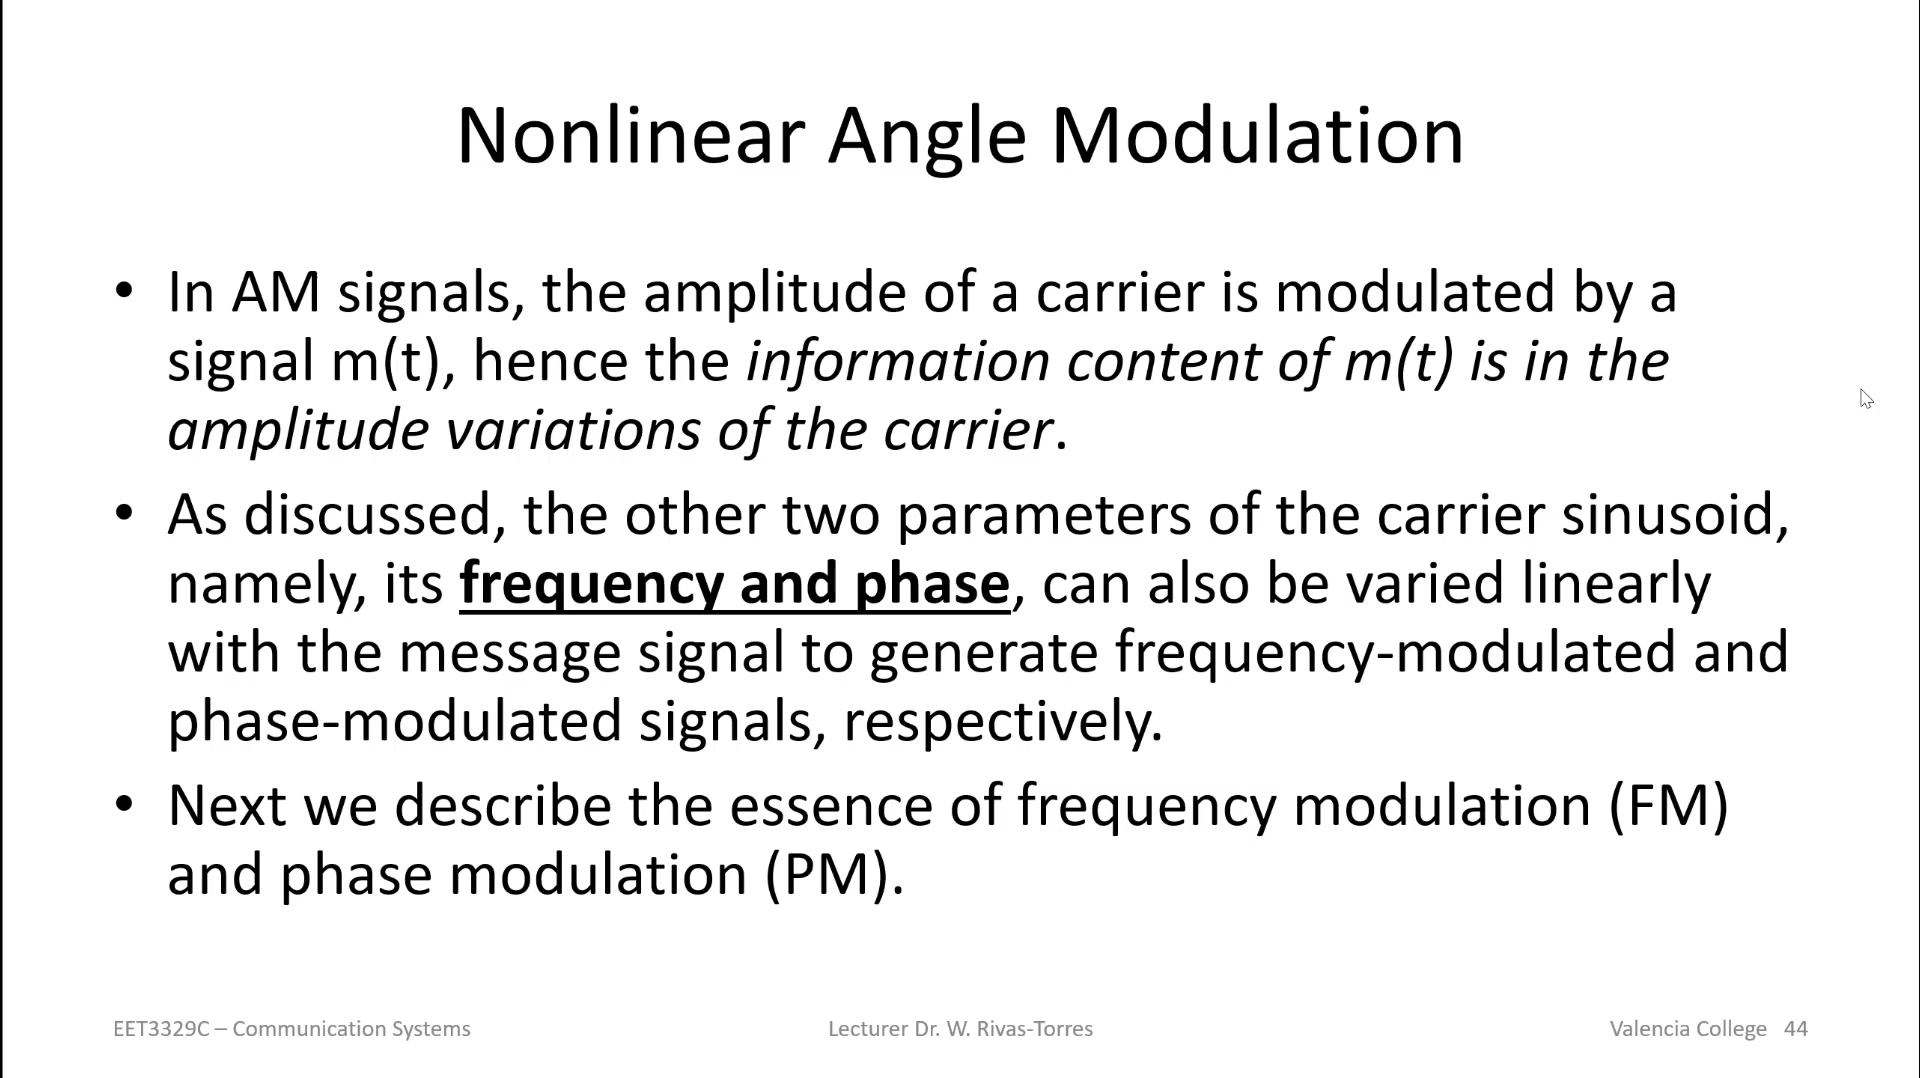 Nonlinear Angle Modulation
• In AM signals, the amplitude of a carrier is modulated by a
signal m(t), hence the information content of m(t) is in the
amplitude variations of the carrier.
• As discussed, the other two parameters of the carrier sinusoid,
namely, its frequency and phase, can also be varied linearly
with the message signal to generate frequency-modulated and
phase-modulated signals, respectively.
• Next we describe the essence of frequency modulation (FM)
and phase modulation (PM).
EET3329C – Communication Systems Lecturer Dr. W. Rivas-Torres Valencia College 44